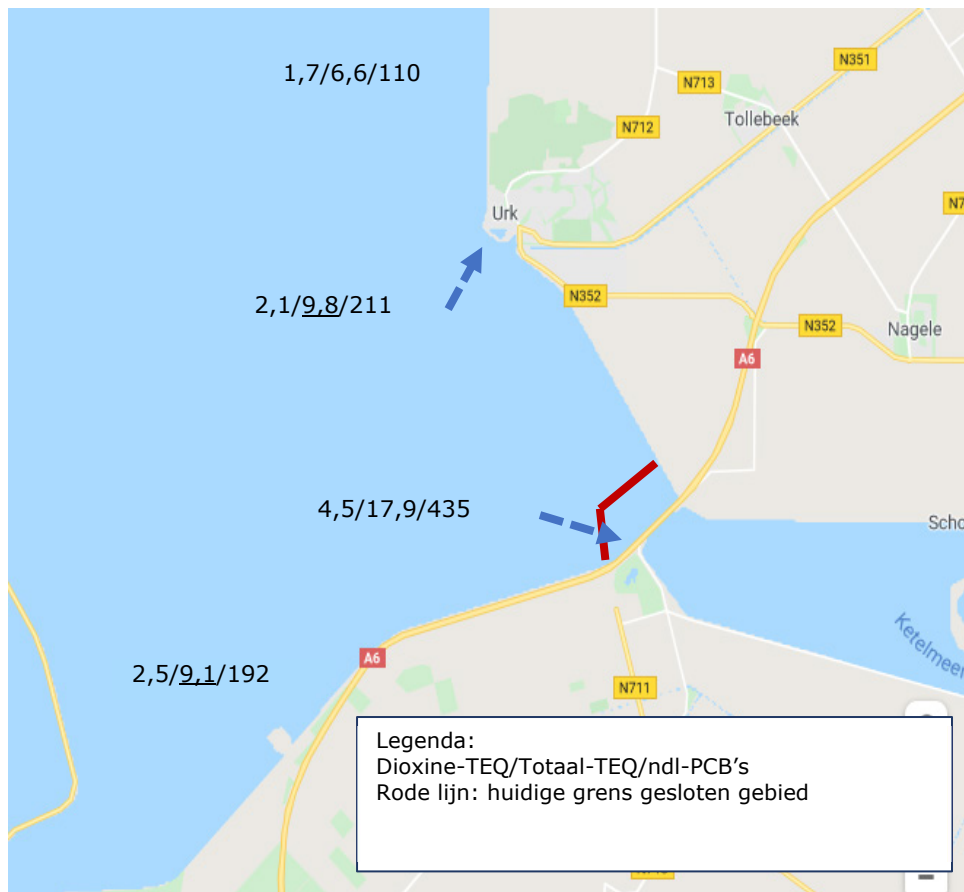 1,7/6,6/110
N351
N713
Tollebeek
N712
N7
Urk
2,1/9,8/211
N352
N352
Nagele
A6
4,5/17,9/435
Scho
Ketelmeer
2,5/9,1/192
A6
N711
Legenda:
Dioxine-TEQ/Totaal-TEQ/ndl-PCB’s
Rode lijn: huidige grens gesloten gebied